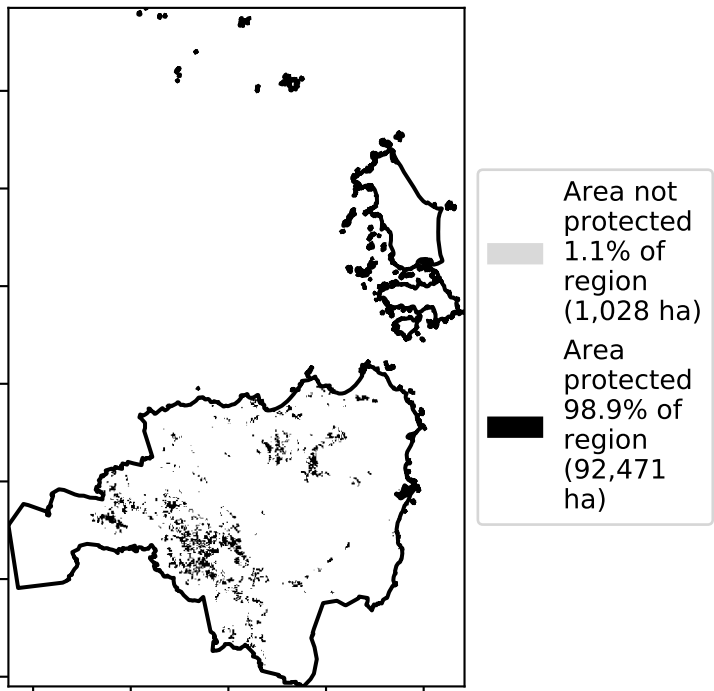 Area not
protected
1.1% of
region
(1,028 ha)
Area
protected
98.9% of
region
(92,471
ha)